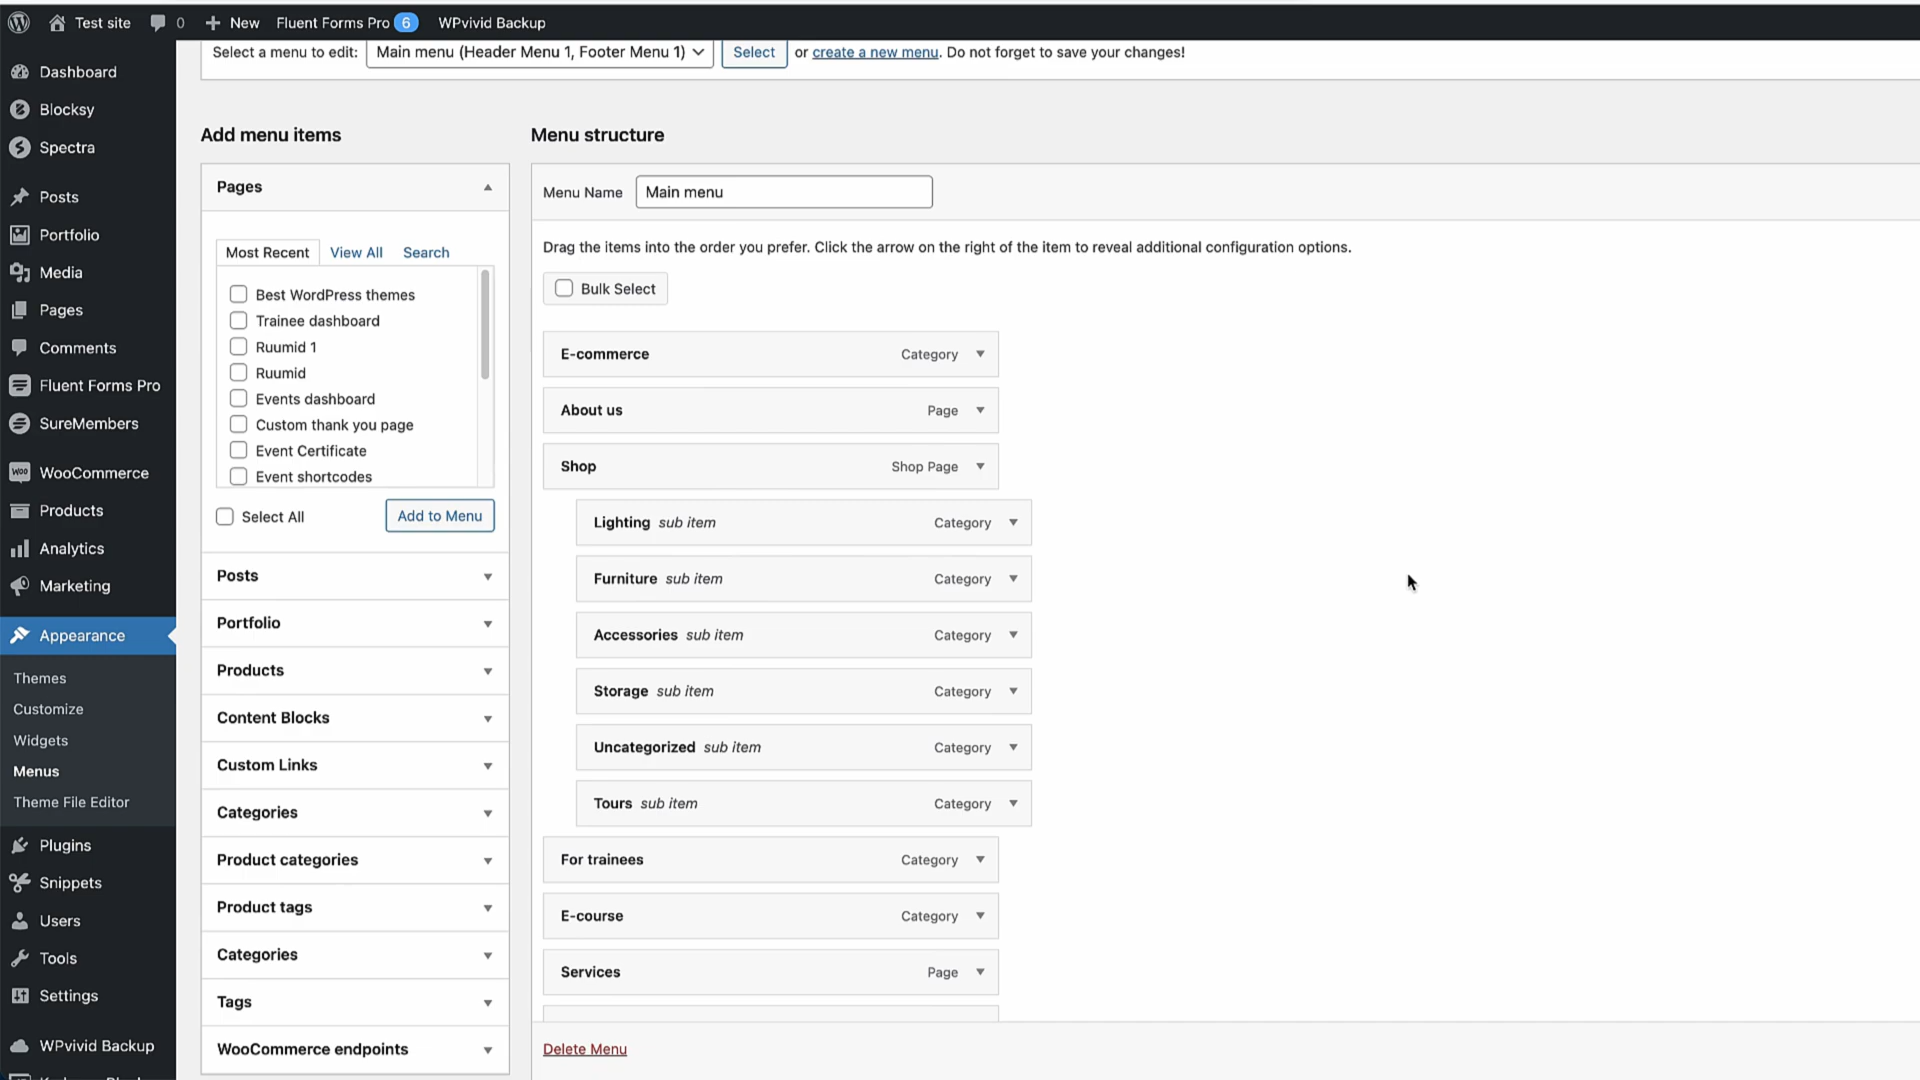 Test site 0 New Fluent Forms Pro 6 WPvivid Backup
Dashboard
Blocksy
Spectra
Posts
Portfolio
Media
Pages
Comments
Fluent Forms Pro
SureMembers
WooCommerce
Products
Analytics
Marketing
Appearance
Themes
Customize
Widgets
Menus
Theme File Editor
Plugins
Snippets
Users
Tools
Settings
WPvivid Backup
Select a menu to edit: Main menu (Header Menu 1, Footer Menu 1) Select or create a new menu. Do not forget to save your changes!
Add menu items
Pages
Most Recent View All Search
Best WordPress themes
Trainee dashboard
Ruumid 1
Ruumid
Events dashboard
Custom thank you page
Event Certificate
Event shortcodes
Select All Add to Menu
Posts
Portfolio
Products
Content Blocks
Custom Links
Categories
Product categories
Product tags
Categories
Tags
WooCommerce endpoints
Menu structure
Menu Name Main menu
Drag the items into the order you prefer. Click the arrow on the right of the item to reveal additional configuration options.
Bulk Select
E-commerce Category
About us Page
Shop Shop Page
Lighting sub item Category
Furniture sub item Category
Accessories sub item Category
Storage sub item Category
Uncategorized sub item Category
Tours sub item Category
For trainees Category
E-course Category
Services Page
Delete Menu